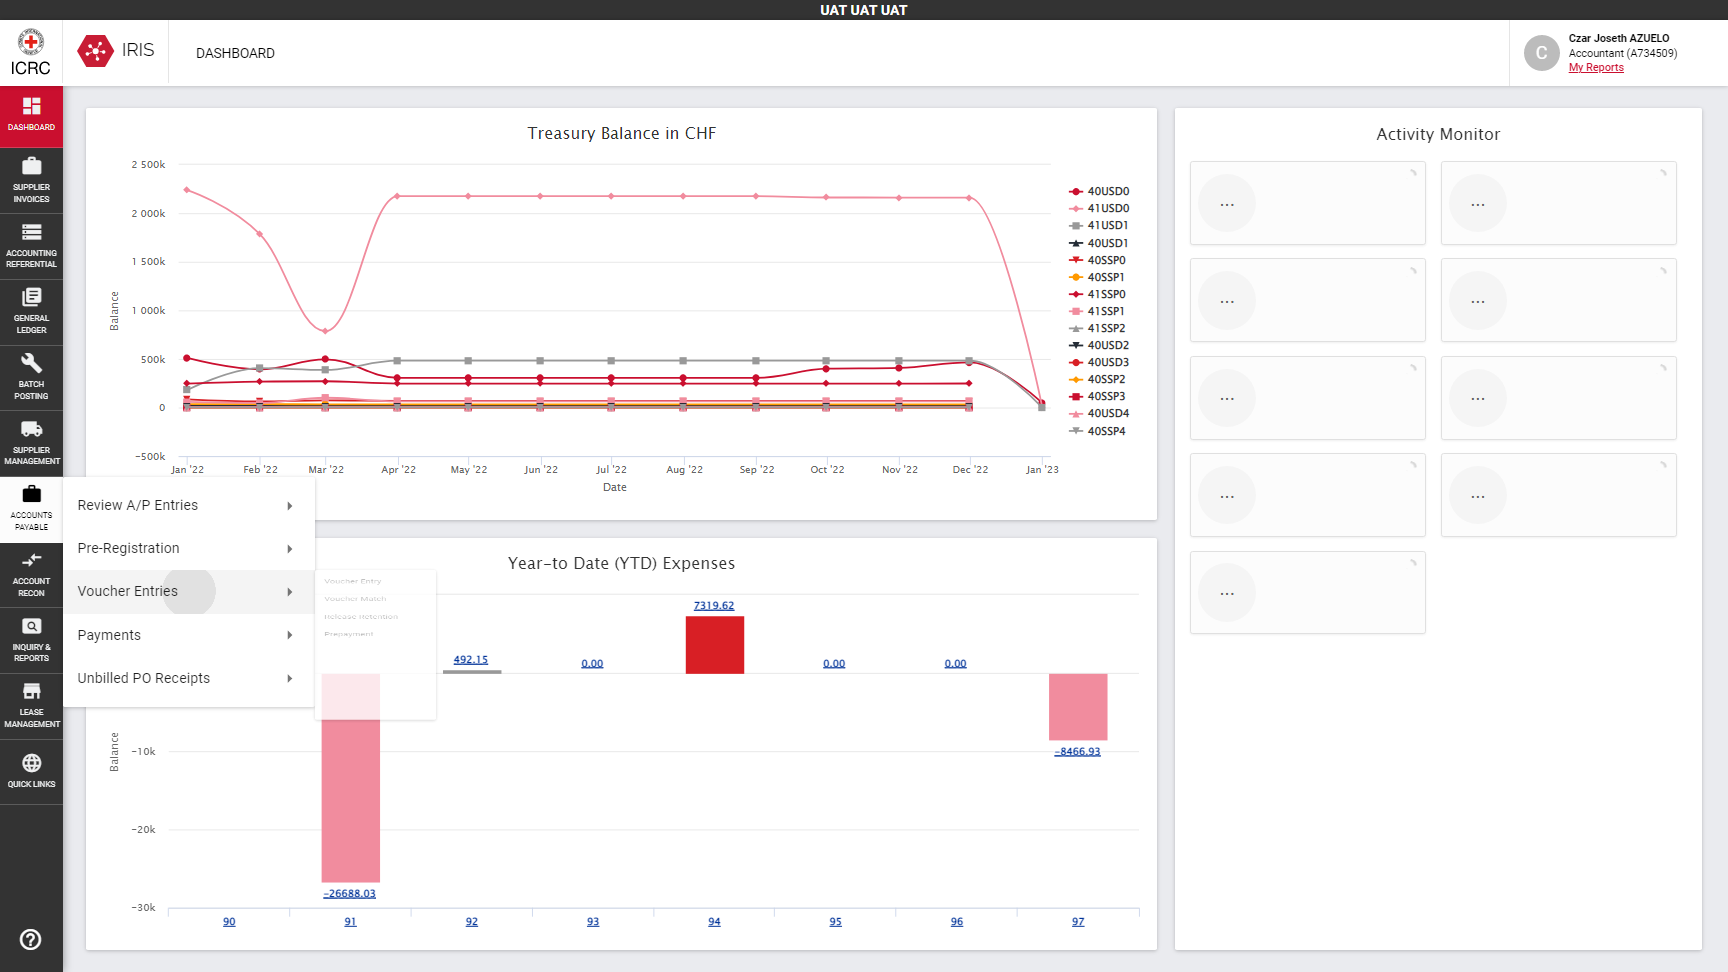 UAT UAT UAT
ICRC
IRIS
DASHBOARD
C
Czar Joseth AZUELO
Accountant (A734509)
My Reports
DASHBOARD
SUPPLIER
INVOICES
ACCOUNTING
REFERENTIAL
GENERAL
LEDGER
BATCH
POSTING
SUPPLIER
MANAGEMENT
ACCOUNTS
PAYABLE
ACCOUNT
RECON
INQUIRY &
REPORTS
LEASE
MANAGEMENT
QUICK LINKS
Review A/P Entries
Pre-Registration
Voucher Entries
Payments
Unbilled PO Receipts
Voucher Entry
Voucher Match
Release Retention
Prepayment
Treasury Balance in CHF
2 500k
2 000k
1 500k
1 000k
500k
0
−500k
Balance
Jan '22
Feb '22
Mar '22
Apr '22
May '22
Jun '22
Jul '22
Aug '22
Sep '22
Oct '22
Nov '22
Dec '22
Jan '23
Date
40USD0
41USD0
41USD1
40USD1
40SSP0
40SSP1
41SSP0
41SSP1
41SSP2
40USD2
40USD3
40SSP2
40SSP3
40USD4
40SSP4
Year-to Date (YTD) Expenses
7319.62
492.15
0.00
0.00
0.00
−8466.93
−26688.03
Balance
−10k
−20k
−30k
90
91
92
93
94
95
96
97
Activity Monitor
...
...
...
...
...
...
...
...
...